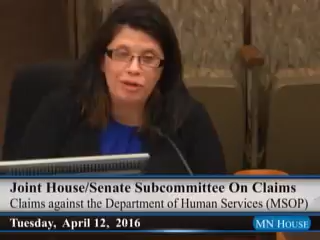 Joint House/Senate Subcommittee On Claims
Claims against the Department of Human Services (MSOP)
Tuesday, April 12, 2016
MN HOUSE